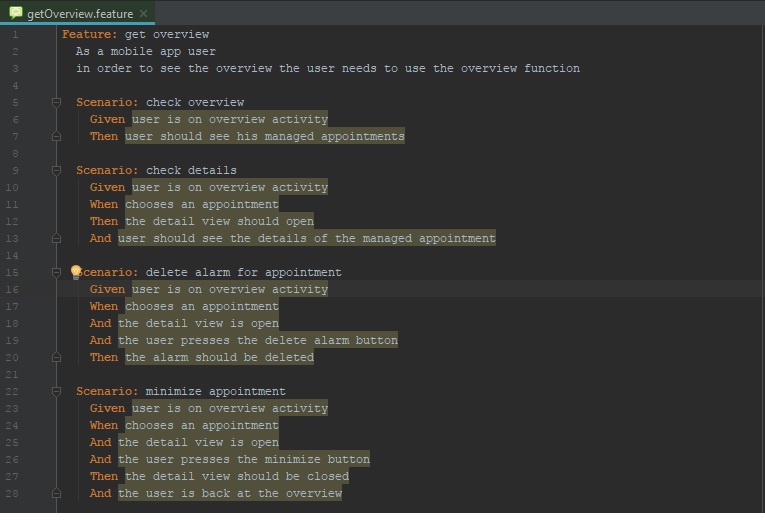 getOverview.feature
1 Feature: get overview
2 As a mobile app user
3 in order to see the overview the user needs to use the overview function
4
5 Scenario: check overview
6 Given user is on overview activity
7 Then user should see his managed appointments
8
9 Scenario: check details
10 Given user is on overview activity
11 When chooses an appointment
12 Then the detail view should open
13 And user should see the details of the managed appointment
14
15 Scenario: delete alarm for appointment
16 Given user is on overview activity
17 When chooses an appointment
18 And the detail view is open
19 And the user presses the delete alarm button
20 Then the alarm should be deleted
21
22 Scenario: minimize appointment
23 Given user is on overview activity
24 When chooses an appointment
25 And the detail view is open
26 And the user presses the minimize button
27 Then the detail view should be closed
28 And the user is back at the overview